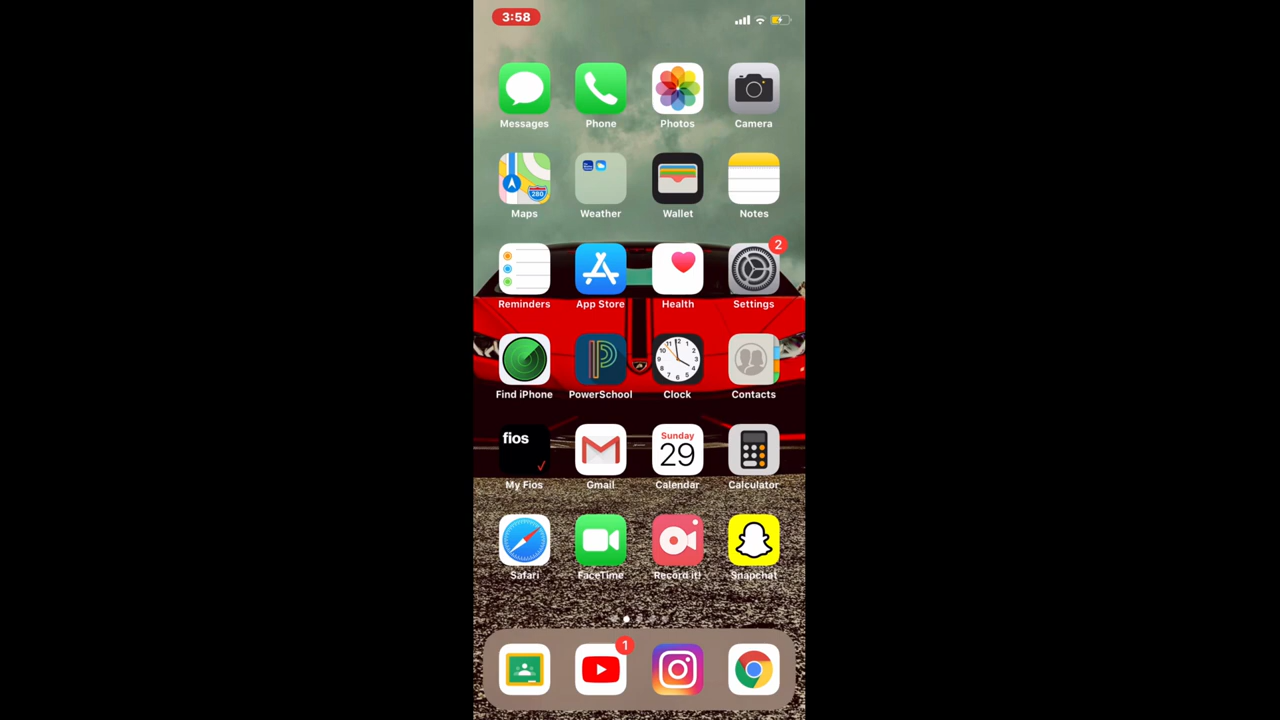 3:58
Messages Phone Photos Camera
280
Maps Weather Wallet Notes
2
Reminders App Store Health Settings
Find iPhone PowerSchool Clock Contacts
fios
Sunday
29
My Fios Gmail Calendar Calculator
Safari FaceTime Record it! Snapchat
1